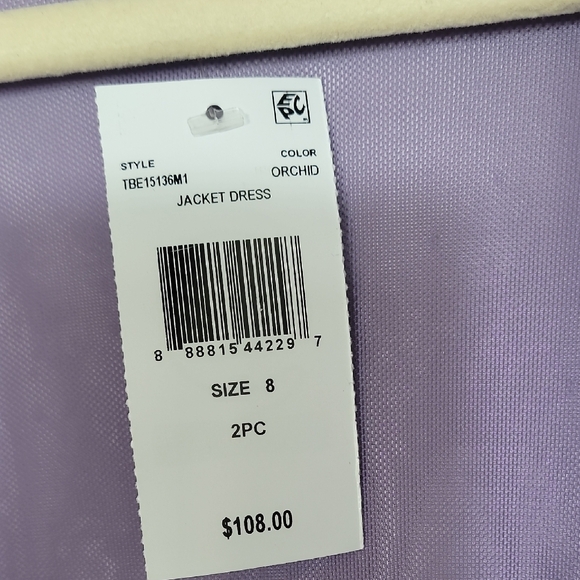 EPC
STYLE COLOR
TBE15136M1 ORCHID
JACKET DRESS
8 88815 44229 7
SIZE 8
2PC
$108.00